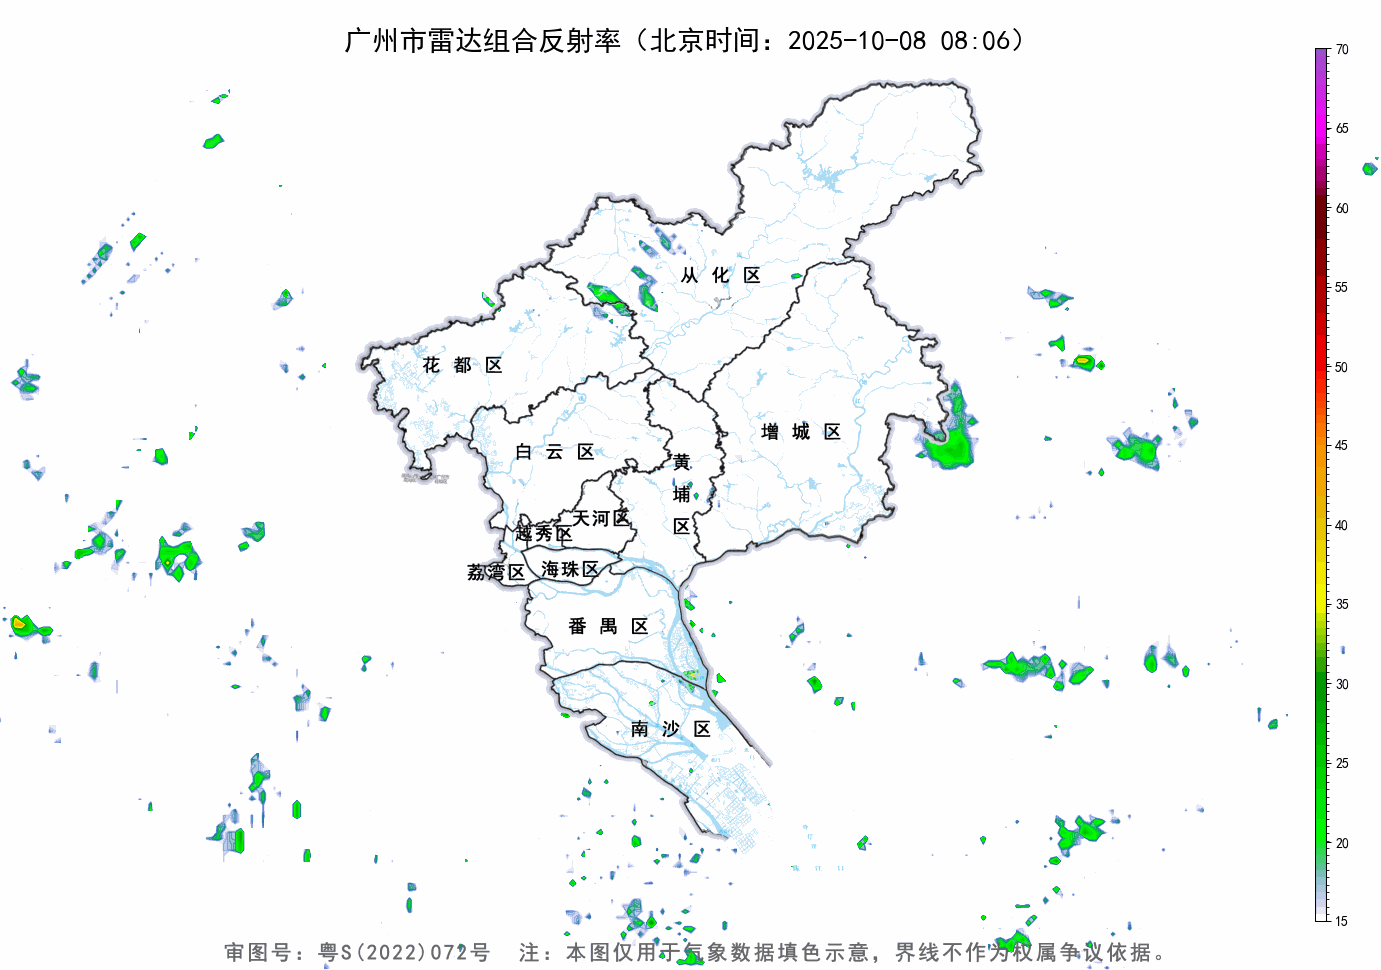 广州市雷达组合反射率（北京时间：2025-10-08 08:06）
70
65
60
55
50
45
40
35
30
25
20
15
从化区
花都区
增城区
白云区
黄埔区
天河区
越秀区
荔湾区
海珠区
番禺区
南沙区
审图号：粤S(2022)072号 注：本图仅用于气象数据填色示意，界线不作为权属争议依据。